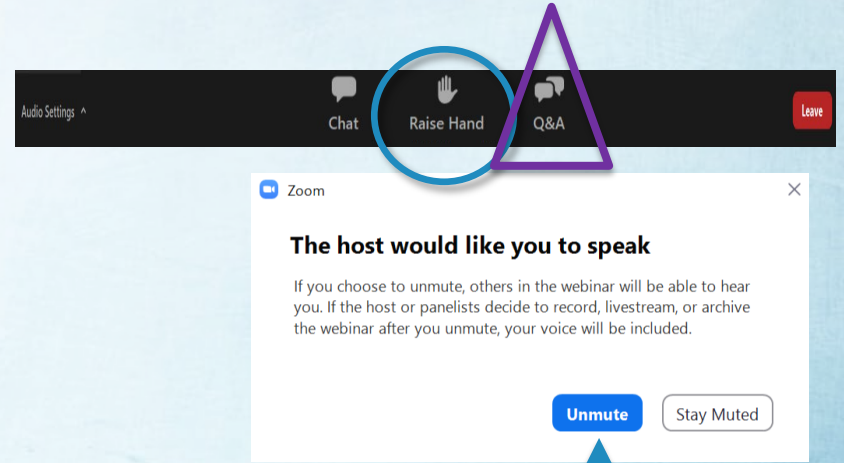 Audio Settings ^
Chat
Raise Hand
Q&A
Leave
Zoom
The host would like you to speak
If you choose to unmute, others in the webinar will be able to hear
you. If the host or panelists decide to record, livestream, or archive
the webinar after you unmute, your voice will be included.
Unmute
Stay Muted